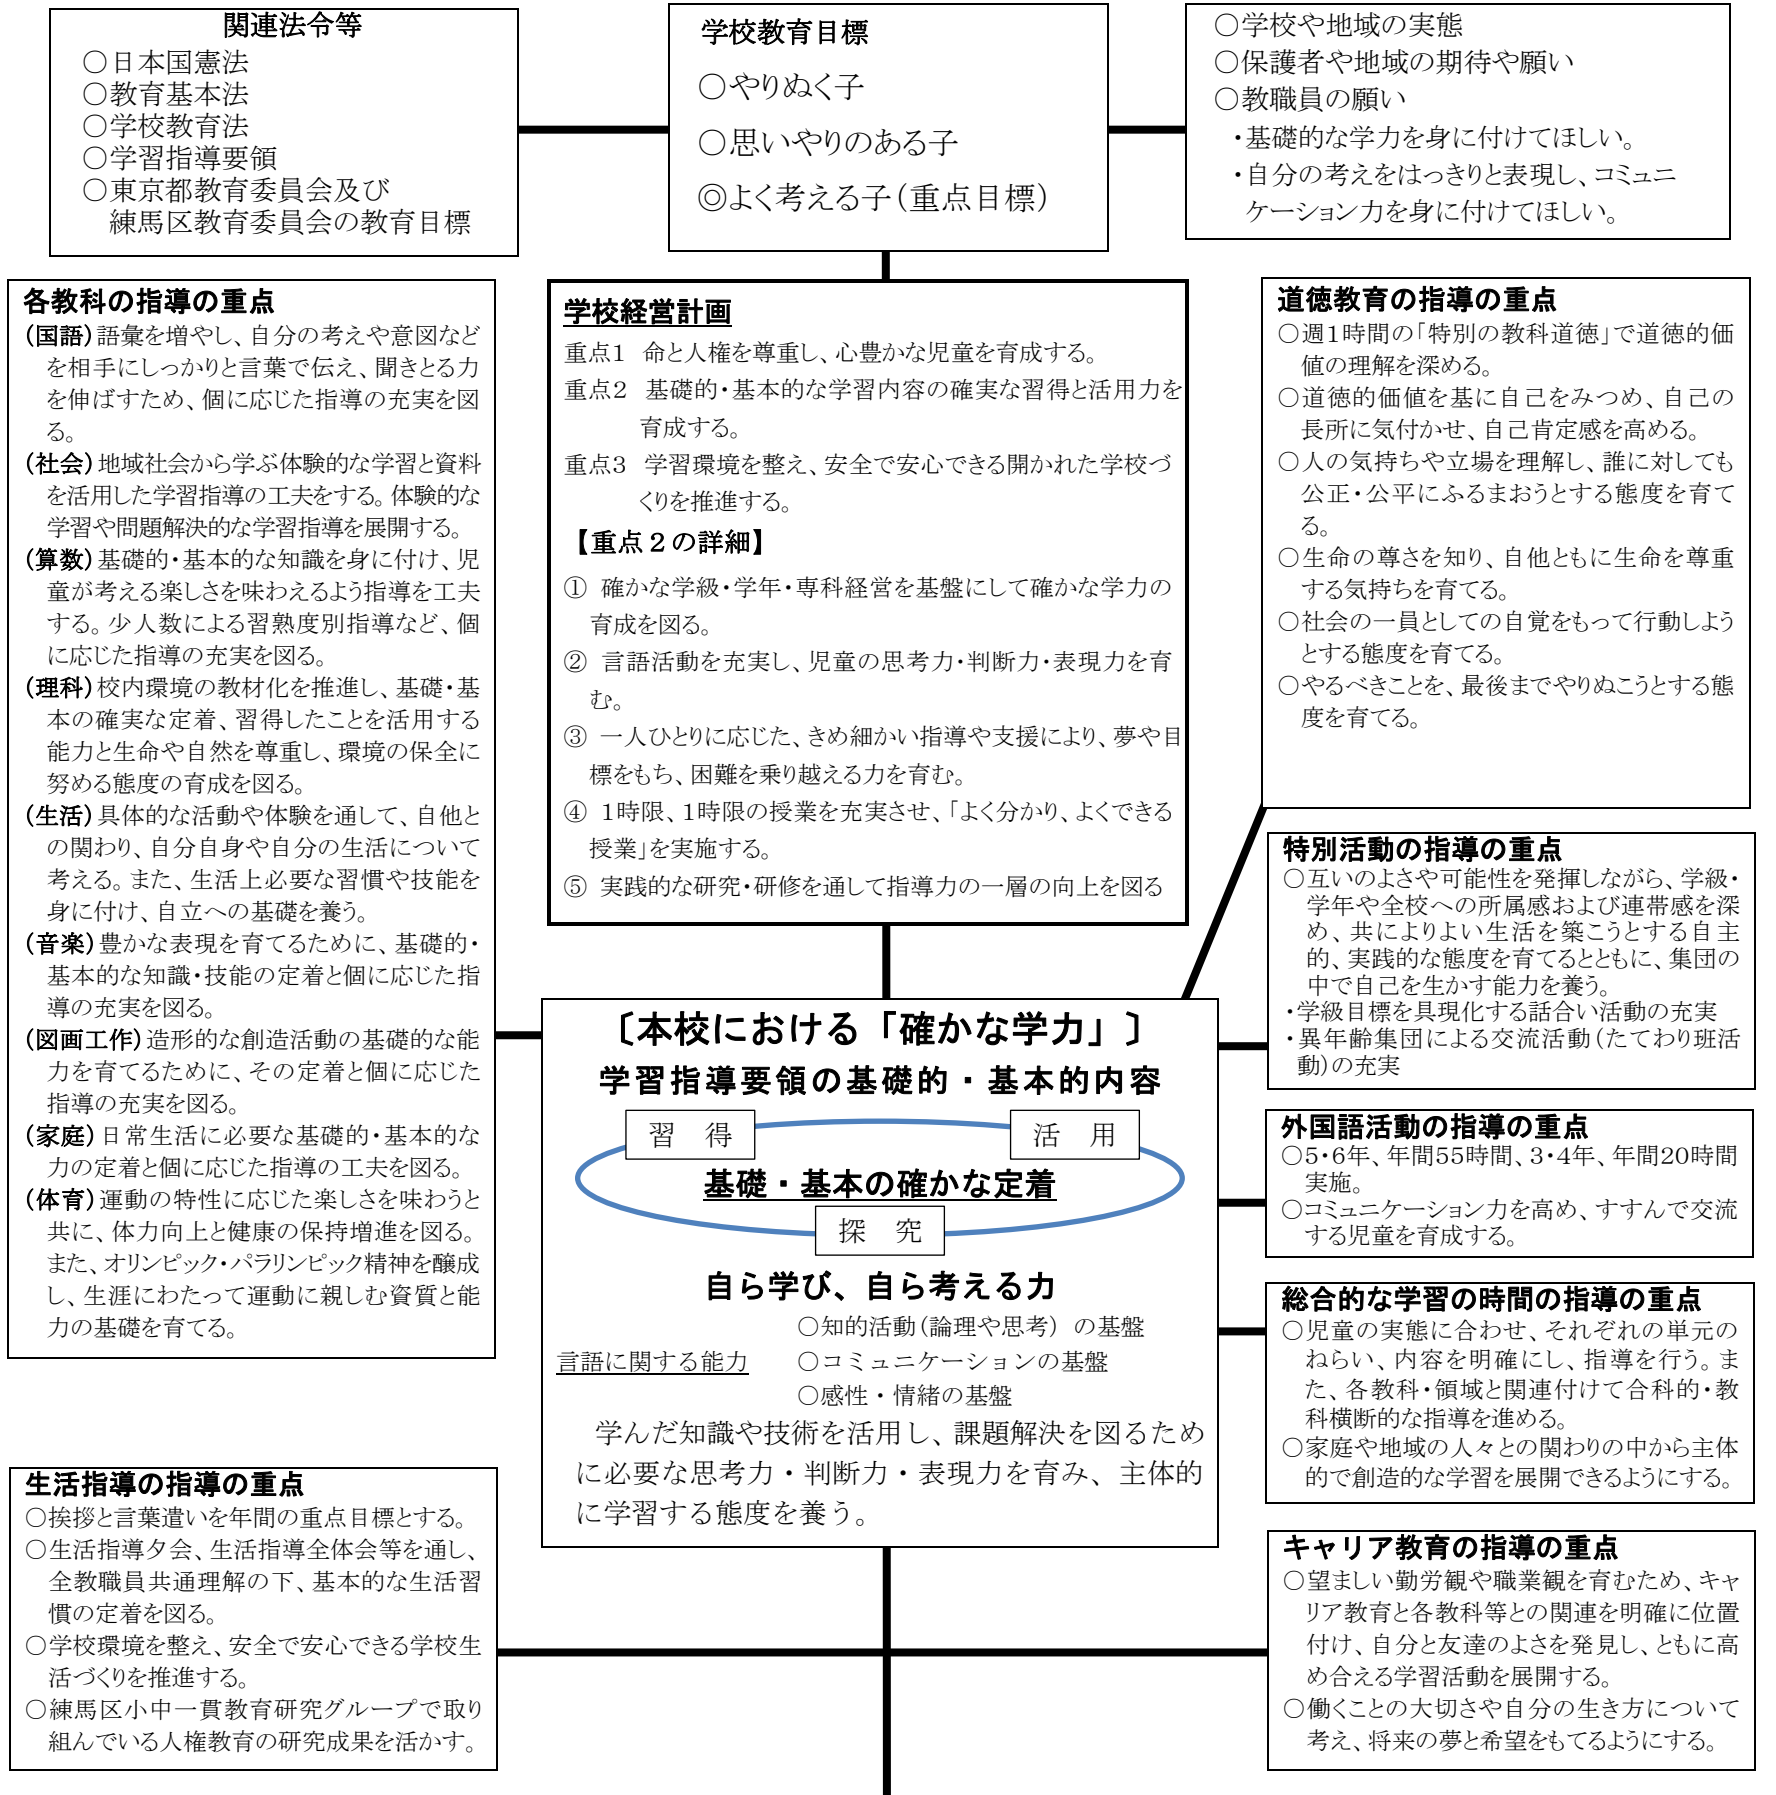 関連法令等
○日本国憲法
○教育基本法
○学校教育法
○学習指導要領
○東京都教育委員会及び
練馬区教育委員会の教育目標
学校教育目標
○やりぬく子
○思いやりのある子
◎よく考える子(重点目標)
○学校や地域の実態
○保護者や地域の期待や願い
○教職員の願い
・基礎的な学力を身に付けてほしい。
・自分の考えをはっきりと表現し、コミュニ
ケーション力を身に付けてほしい。
各教科の指導の重点
(国語)語彙を増やし、自分の考えや意図など
を相手にしっかりと言葉で伝え、聞きとる力
を伸ばすため、個に応じた指導の充実を図
る。
(社会)地域社会から学ぶ体験的な学習と資料
を活用した学習指導の工夫をする。体験的な
学習や問題解決的な学習指導を展開する。
(算数)基礎的・基本的な知識を身に付け、児
童が考える楽しさを味わえるよう指導を工夫
する。少人数による習熟度別指導など、個
に応じた指導の充実を図る。
(理科)校内環境の教材化を推進し、基礎・基
本の確実な定着、習得したことを活用する
能力と生命や自然を尊重し、環境の保全に
努める態度の育成を図る。
(生活)具体的な活動や体験を通して、自他と
の関わり、自分自身や自分の生活について
考える。また、生活上必要な習慣や技能を
身に付け、自立への基礎を養う。
(音楽)豊かな表現を育てるために、基礎的・
基本的な知識・技能の定着と個に応じた指
導の充実を図る。
(図画工作)造形的な創造活動の基礎的な能
力を育てるために、その定着と個に応じた
指導の充実を図る。
(家庭)日常生活に必要な基礎的・基本的な
力の定着と個に応じた指導の工夫を図る。
(体育)運動の特性に応じた楽しさを味わうと
共に、体力向上と健康の保持増進を図る。
また、オリンピック・パラリンピック精神を醸成
し、生涯にわたって運動に親しむ資質と能
力の基礎を育てる。
学校経営計画
重点1 命と人権を尊重し、心豊かな児童を育成する。
重点2 基礎的・基本的な学習内容の確実な習得と活用力を
育成する。
重点3 学習環境を整え、安全で安心できる開かれた学校づ
くりを推進する。
【重点2の詳細】
① 確かな学級・学年・専科経営を基盤にして確かな学力の
育成を図る。
② 言語活動を充実し、児童の思考力・判断力・表現力を育
む。
③ 一人ひとりに応じた、きめ細かい指導や支援により、夢や目
標をもち、困難を乗り越える力を育む。
④ 1時限、1時限の授業を充実させ、「よく分かり、よくできる
授業」を実施する。
⑤ 実践的な研究・研修を通して指導力の一層の向上を図る
道徳教育の指導の重点
○週1時間の「特別の教科道徳」で道徳的価
値の理解を深める。
○道徳的価値を基に自己をみつめ、自己の
長所に気付かせ、自己肯定感を高める。
○人の気持ちや立場を理解し、誰に対しても
公正・公平にふるまおうとする態度を育て
る。
○生命の尊さを知り、自他ともに生命を尊重
する気持ちを育てる。
○社会の一員としての自覚をもって行動しよう
とする態度を育てる。
○やるべきことを、最後までやりぬこうとする態
度を育てる。
特別活動の指導の重点
○互いのよさや可能性を発揮しながら、学級・
学年や全校への所属感および連帯感を深
め、共によりよい生活を築こうとする自主
的、実践的な態度を育てるとともに、集団の
中で自己を生かす能力を養う。
・学級目標を具現化する話合い活動の充実
・異年齢集団による交流活動(たてわり班活
動)の充実
〔本校における「確かな学力」〕
学習指導要領の基礎的・基本的内容
習 得
活 用
基礎・基本の確かな定着
探 究
自ら学び、自ら考える力
○知的活動(論理や思考) の基盤
言語に関する能力 ○コミュニケーションの基盤
○感性・情緒の基盤
学んだ知識や技術を活用し、課題解決を図るため
に必要な思考力・判断力・表現力を育み、主体的
に学習する態度を養う。
外国語活動の指導の重点
○5・6年、年間55時間、3・4年、年間20時間
実施。
○コミュニケーション力を高め、すすんで交流
する児童を育成する。
総合的な学習の時間の指導の重点
○児童の実態に合わせ、それぞれの単元の
ねらい、内容を明確にし、指導を行う。ま
た、各教科・領域と関連付けて合科的・教
科横断的な指導を進める。
○家庭や地域の人々との関わりの中から主体
的で創造的な学習を展開できるようにする。
生活指導の指導の重点
○挨拶と言葉遣いを年間の重点目標とする。
○生活指導夕会、生活指導全体会等を通し、
全教職員共通理解の下、基本的な生活習
慣の定着を図る。
○学校環境を整え、安全で安心できる学校生
活づくりを推進する。
○練馬区小中一貫教育研究グループで取り
組んでいる人権教育の研究成果を活かす。
キャリア教育の指導の重点
○望ましい勤労観や職業観を育むため、キャ
リア教育と各教科等との関連を明確に位置
付け、自分と友達のよさを発見し、ともに高
め合える学習活動を展開する。
○働くことの大切さや自分の生き方について
考え、将来の夢と希望をもてるようにする。